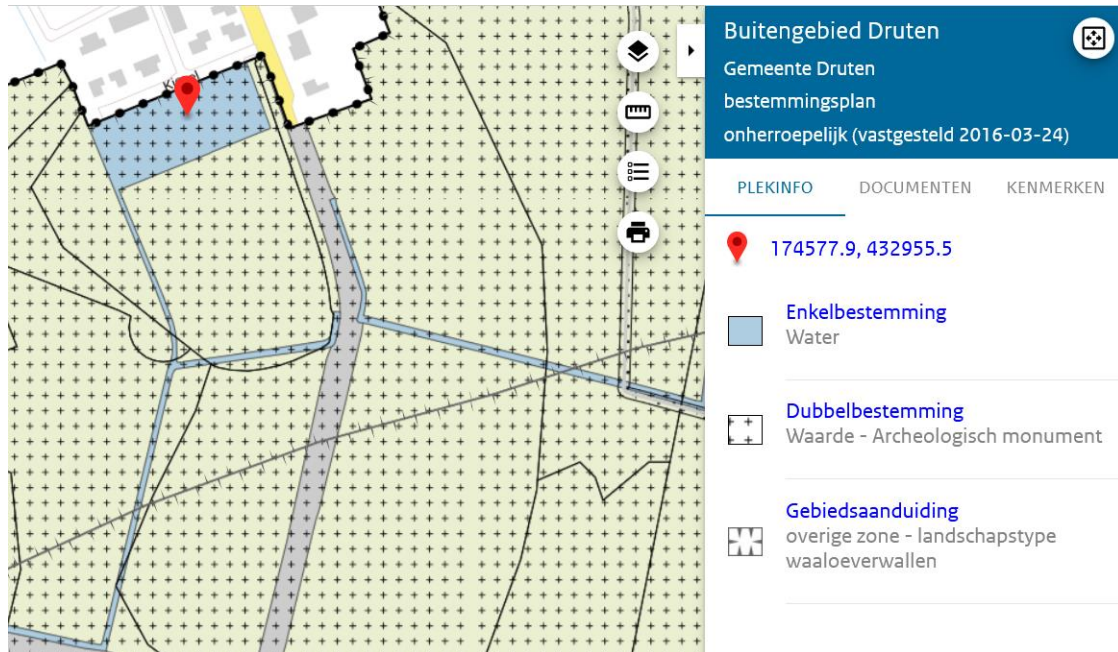 Buitengebied Druten
Gemeente Druten
bestemmingsplan
onherroepelijk (vastgesteld 2016-03-24)
PLEKINFO DOCUMENTEN KENMERKEN
174577.9, 432955.5
Enkelbestemming
Water
Dubbelbestemming
Waarde - Archeologisch monument
Gebiedsaanduiding
overige zone - landschapstype
waaloeverwallen